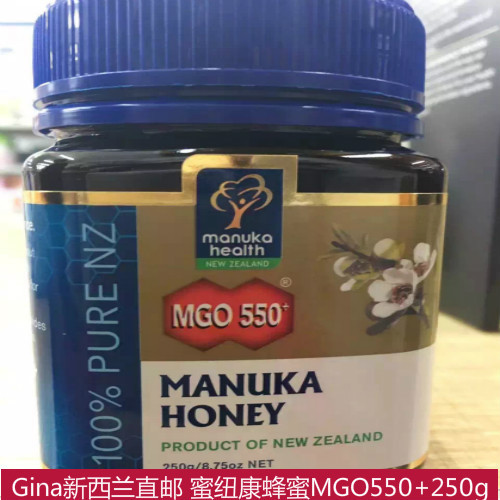 manuka
health
NEW ZEALAND
MGO 550+
®
100% PURE NZ
MANUKA
HONEY
PRODUCT OF NEW ZEALAND
250g/8.75oz NET
Gina新西兰直邮 蜜纽康蜂蜜MGO550+250g